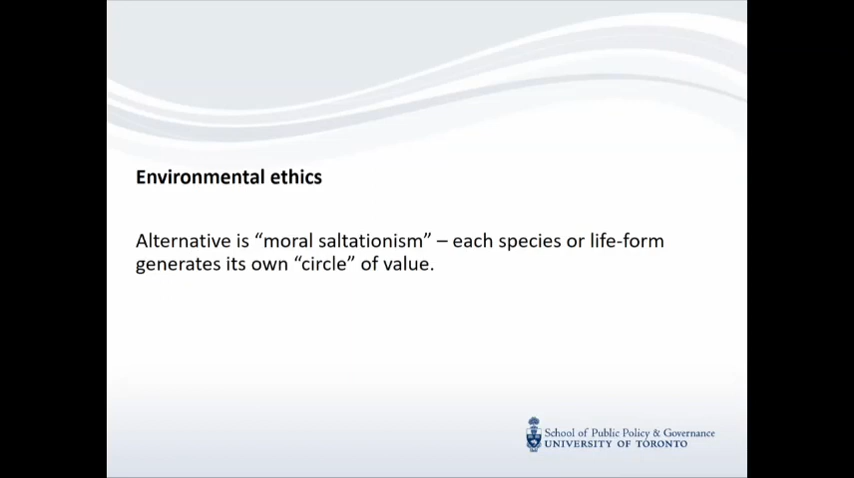 Environmental ethics
Alternative is “moral saltationism” – each species or life-form
generates its own “circle” of value.
School of Public Policy & Governance
UNIVERSITY OF TORONTO